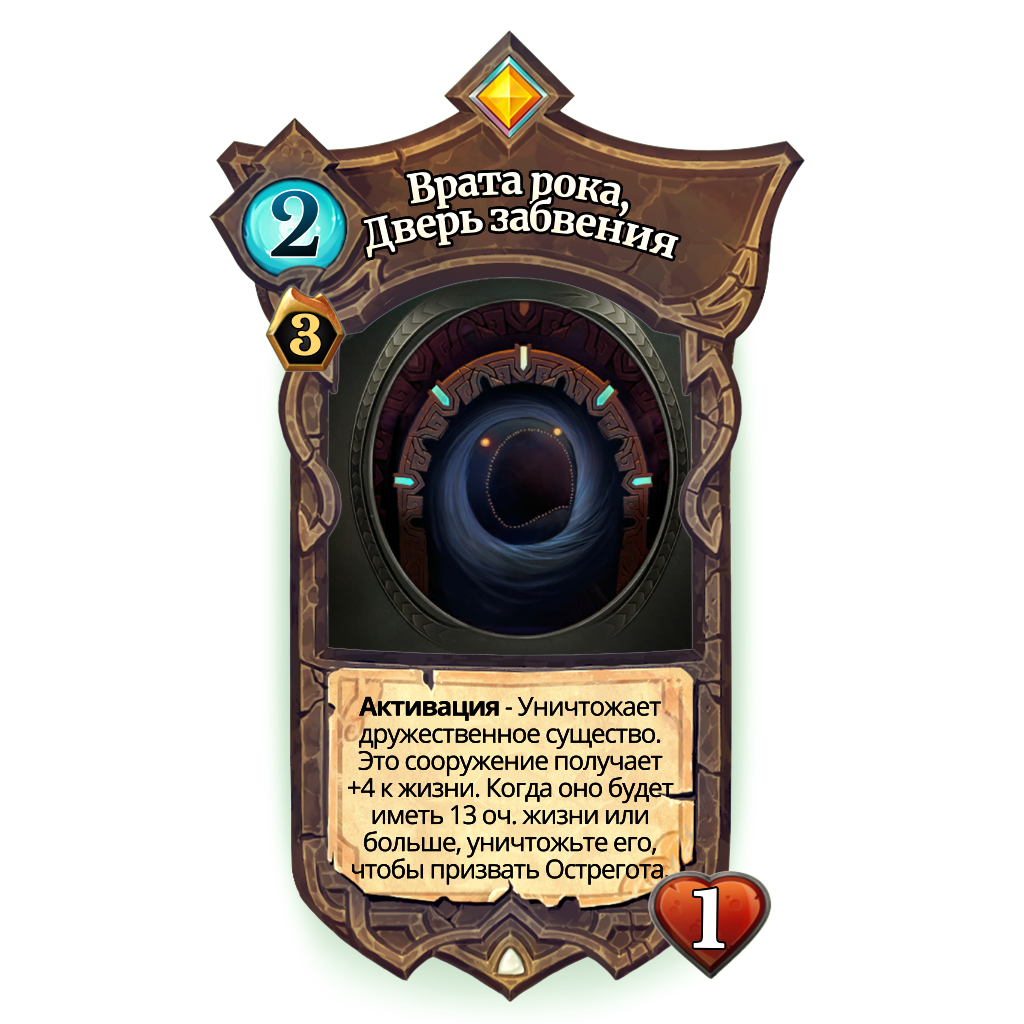 2
Врата рока,
Дверь забвения
3
Активация - Уничтожает
дружественное существо.
Это сооружение получает
+4 к жизни. Когда оно будет
иметь 13 оч. жизни или
больше, уничтожьте его,
чтобы призвать Острегота.
1